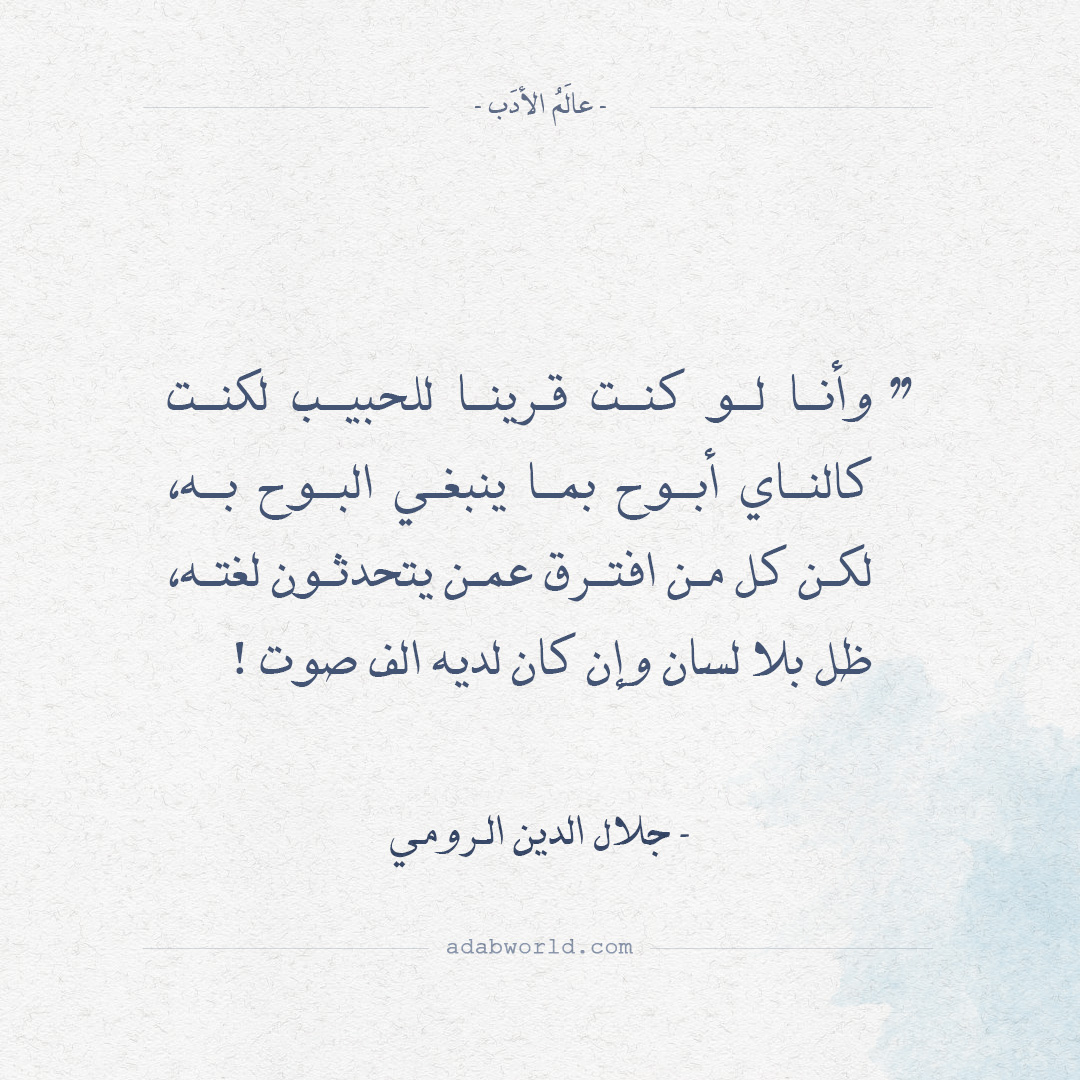 - عالَمُ الأدَب -
” وأنا لو كنت قرينا للحبيب لكنت
كالناي أبوح بما ينبغي البوح به،
لكن كل من افترق عمن يتحدثون لغته،
ظل بلا لسان وإن كان لديه الف صوت !
- جلال الدين الرومي
adabworld.com